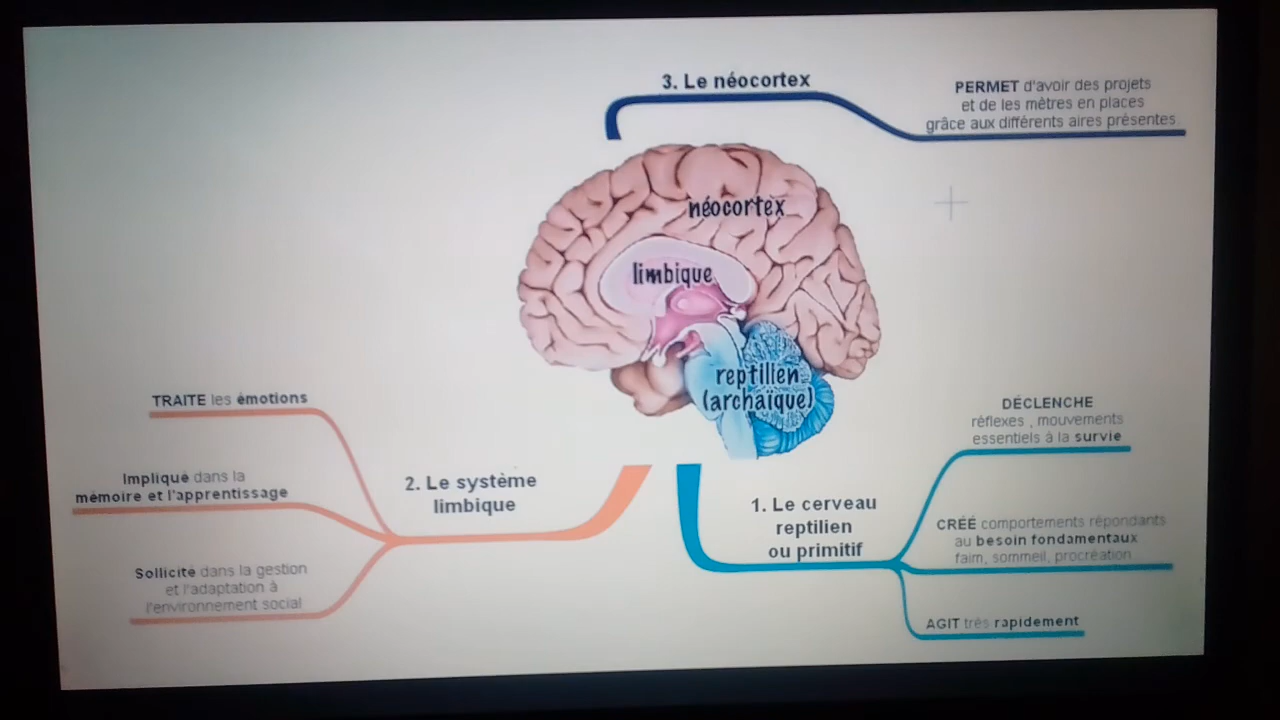 3. Le néocortex
PERMET d'avoir des projets
et de les mètres en places
grâce aux différents aires présentes.
néocortex
limbique
reptilien
(archaïque)
TRAITE les émotions
Impliqué dans la
mémoire et l'apprentissage
Sollicité dans la gestion
et l'adaptation à
l'environnement social
2. Le système
limbique
1. Le cerveau
reptilien
ou primitif
DÉCLENCHE
réflexes , mouvements
essentiels à la survie
CRÉÉ comportements répondants
au besoin fondamentaux
faim, sommeil, procréation
AGIT très rapidement